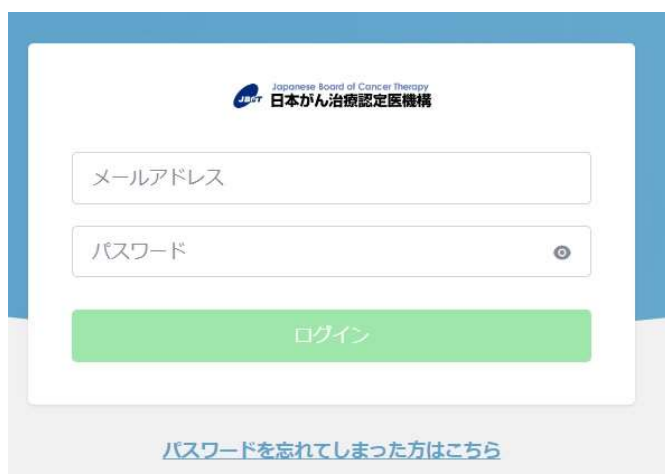 Japanese Board of Cancer Therapy
JBCT 日本がん治療認定医機構
メールアドレス
パスワード
ログイン
パスワードを忘れてしまった方はこちら